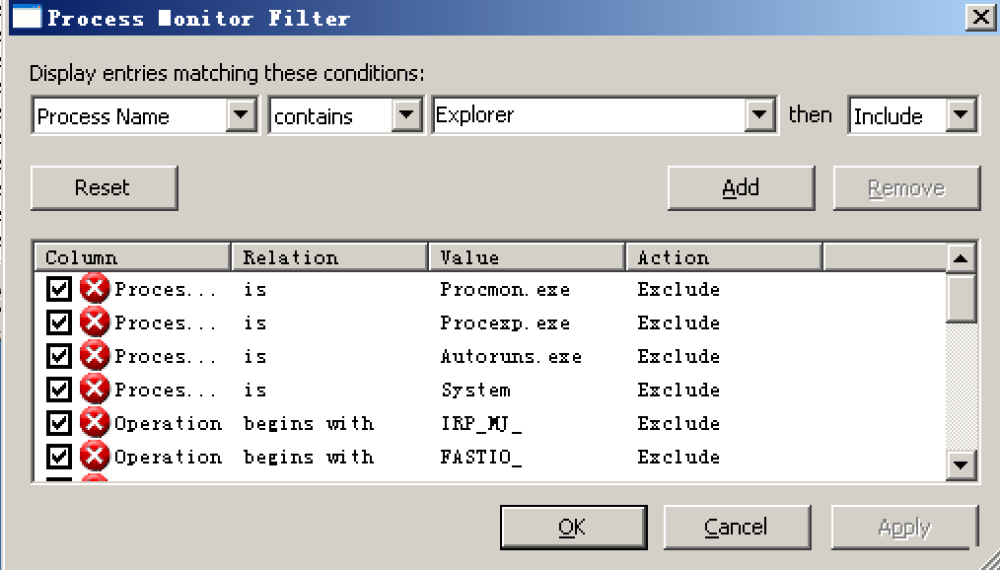 Process Monitor Filter
Display entries matching these conditions:
Process Name contains Explorer then Include
Reset Add Remove
Column Relation Value Action
Proces... is Procmon.exe Exclude
Proces... is Procexp.exe Exclude
Proces... is Autoruns.exe Exclude
Proces... is System Exclude
Operation begins with IRP_MJ_ Exclude
Operation begins with FASTIO_ Exclude
OK Cancel Apply